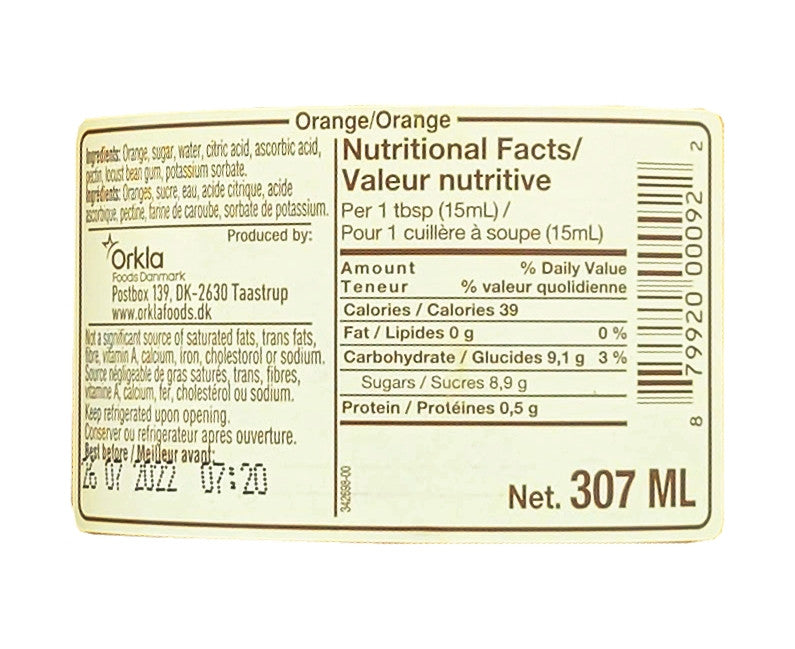 Orange/Orange
Ingredients: Orange, sugar, water, citric acid, ascorbic acid,
pectin, locust bean gum, potassium sorbate.
Ingrédients: Oranges, sucre, eau, acide citrique, acide
ascorbique, pectine, farine de caroube, sorbate de potassium.
Produced by:
Orkla
Foods Danmark
Postbox 139, DK-2630 Taastrup
www.orklafoods.dk
Not a significant source of saturated fats, trans fats,
fibre, vitamin A, calcium, iron, cholestorol or sodium.
Source négligeable de gras saturés, trans, fibres,
vitamine A, calcium, fer, cholestérol ou sodium.
Keep refrigerated upon opening.
Conserver ou refrigerateur apres ouverture.
Best before / Meilleur avant:
26 07 2022 07:20
Nutritional Facts/
Valeur nutritive
Per 1 tbsp (15mL) /
Pour 1 cuillère à soupe (15mL)
Amount % Daily Value
Teneur % valeur quotidienne
Calories / Calories 39
Fat / Lipides 0 g 0 %
Carbohydrate / Glucides 9,1 g 3 %
Sugars / Sucres 8,9 g
Protein / Protéines 0,5 g
342698-00
Net. 307 ML
8 79920 00092 2